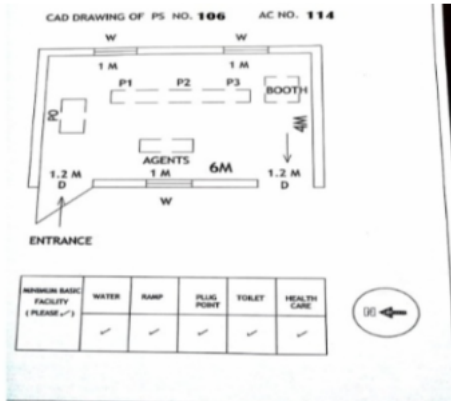 CAD DRAWING OF PS NO. 106 AC NO. 114
W W
1 M 1 M
P1 P2 P3
BOOTH
PO
4M
AGENTS
1.2 M 1 M 6M 1.2 M
D D
W
ENTRANCE
MINIMUM BASIC FACILITY ( PLEASE ✓ ) WATER RAMP PLUG POINT TOILET HEALTH CARE
✓ ✓ ✓ ✓ ✓
N